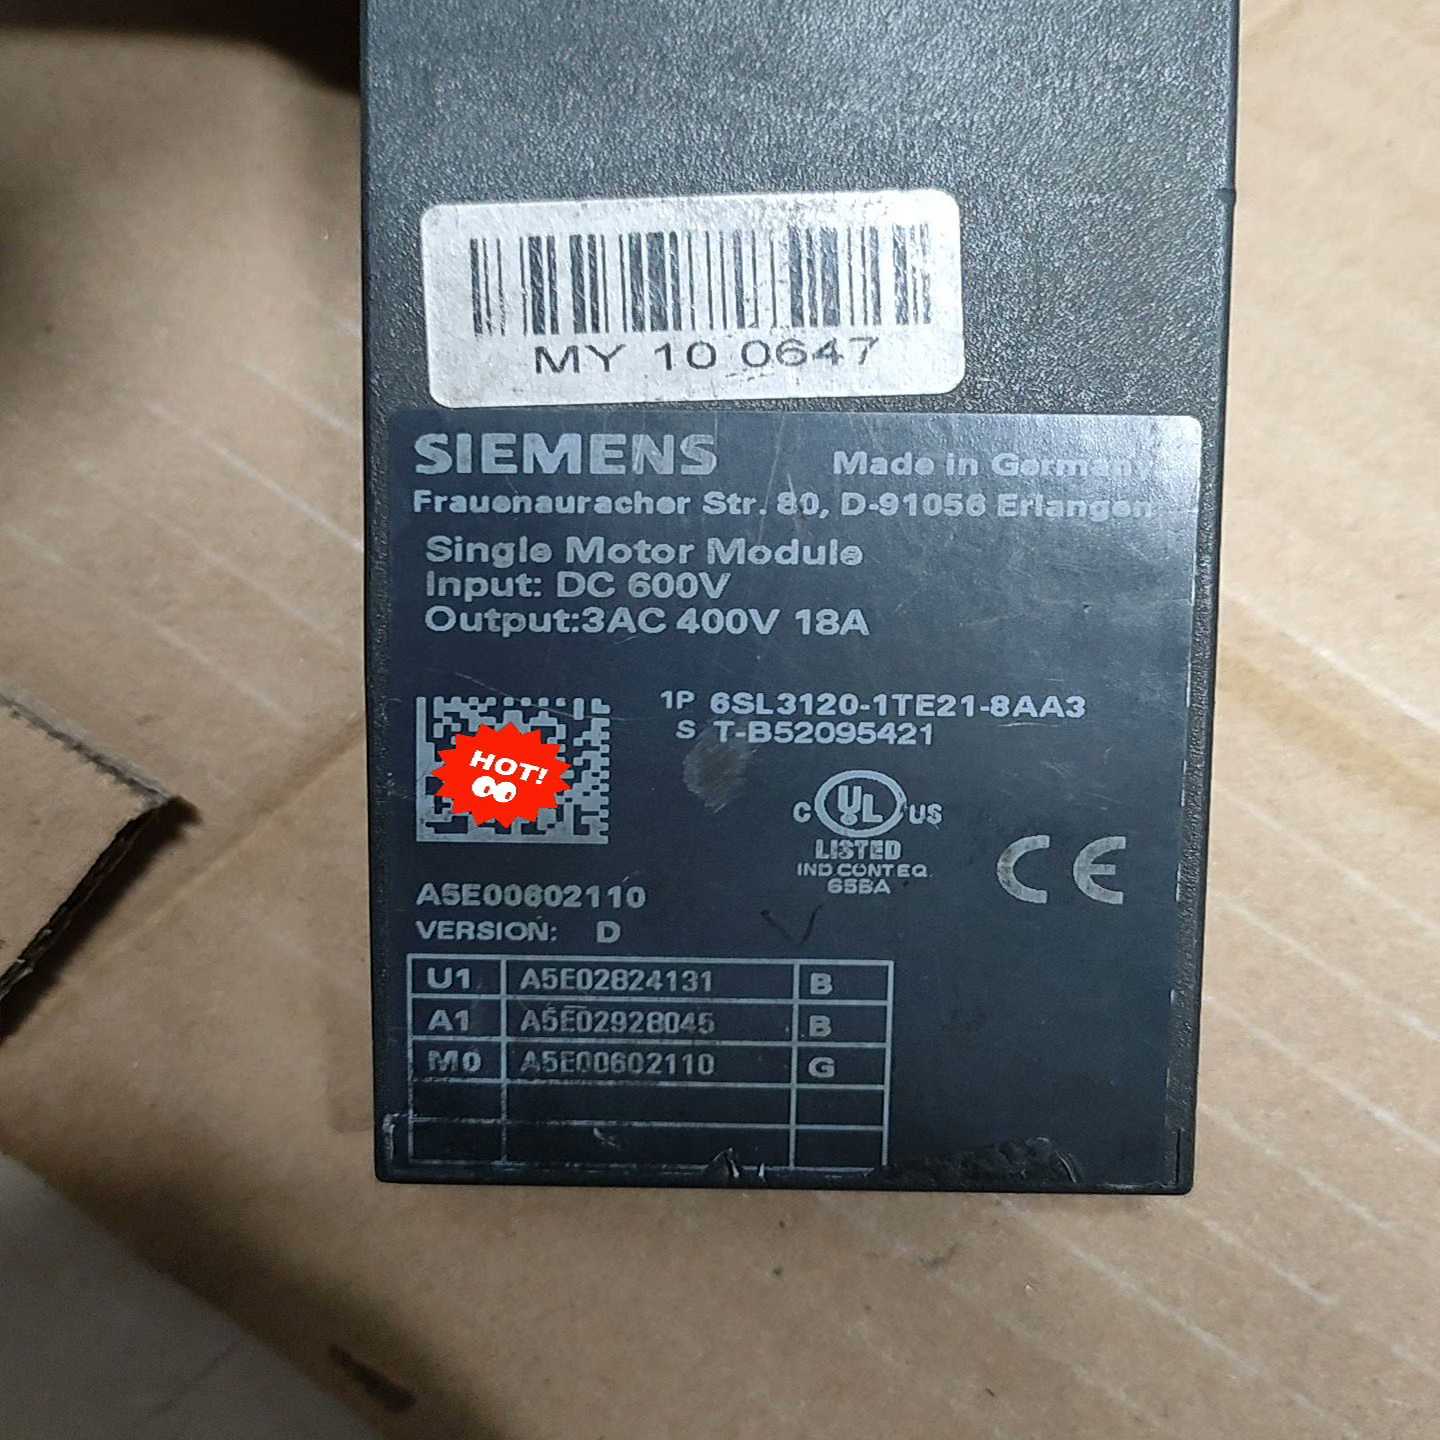 MY 10 0647
SIEMENS Made in Germany
Frauenauracher Str. 80, D-91056 Erlangen
Single Motor Module
Input: DC 600V
Output:3AC 400V 18A
1P 6SL3120-1TE21-8AA3
S T-B52095421
HOT!
C UL US
LISTED
IND.CONT.EQ.
65BA
CE
A5E00602110
VERSION: D
U1 A5E02824131 B
A1 A5E02928045 B
M0 A5E00602110 G